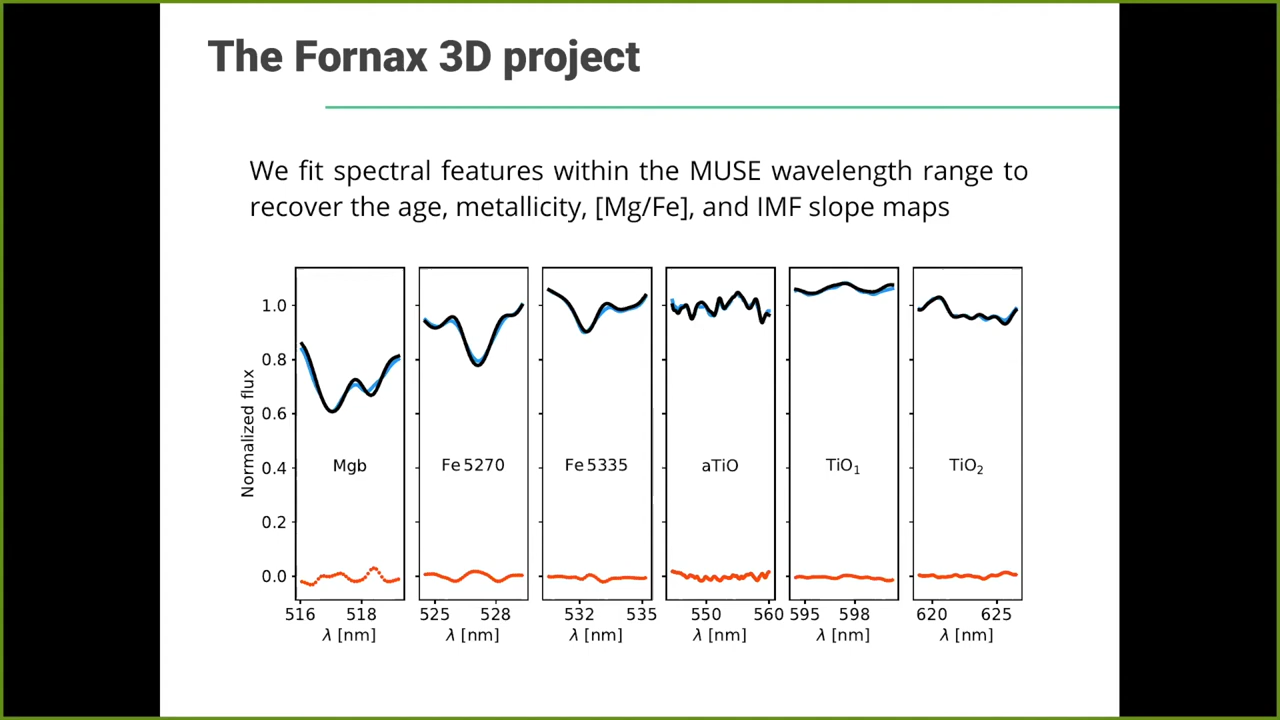 The Fornax 3D project
We fit spectral features within the MUSE wavelength range to
recover the age, metallicity, [Mg/Fe], and IMF slope maps
Normalized flux
1.0
0.8
0.6
0.4
0.2
0.0
Mgb
Fe 5270
Fe 5335
aTiO
TiO₁
TiO₂
516 518 525 528 532 535 550 560 595 598 620 625
λ [nm] λ [nm] λ [nm] λ [nm] λ [nm] λ [nm]